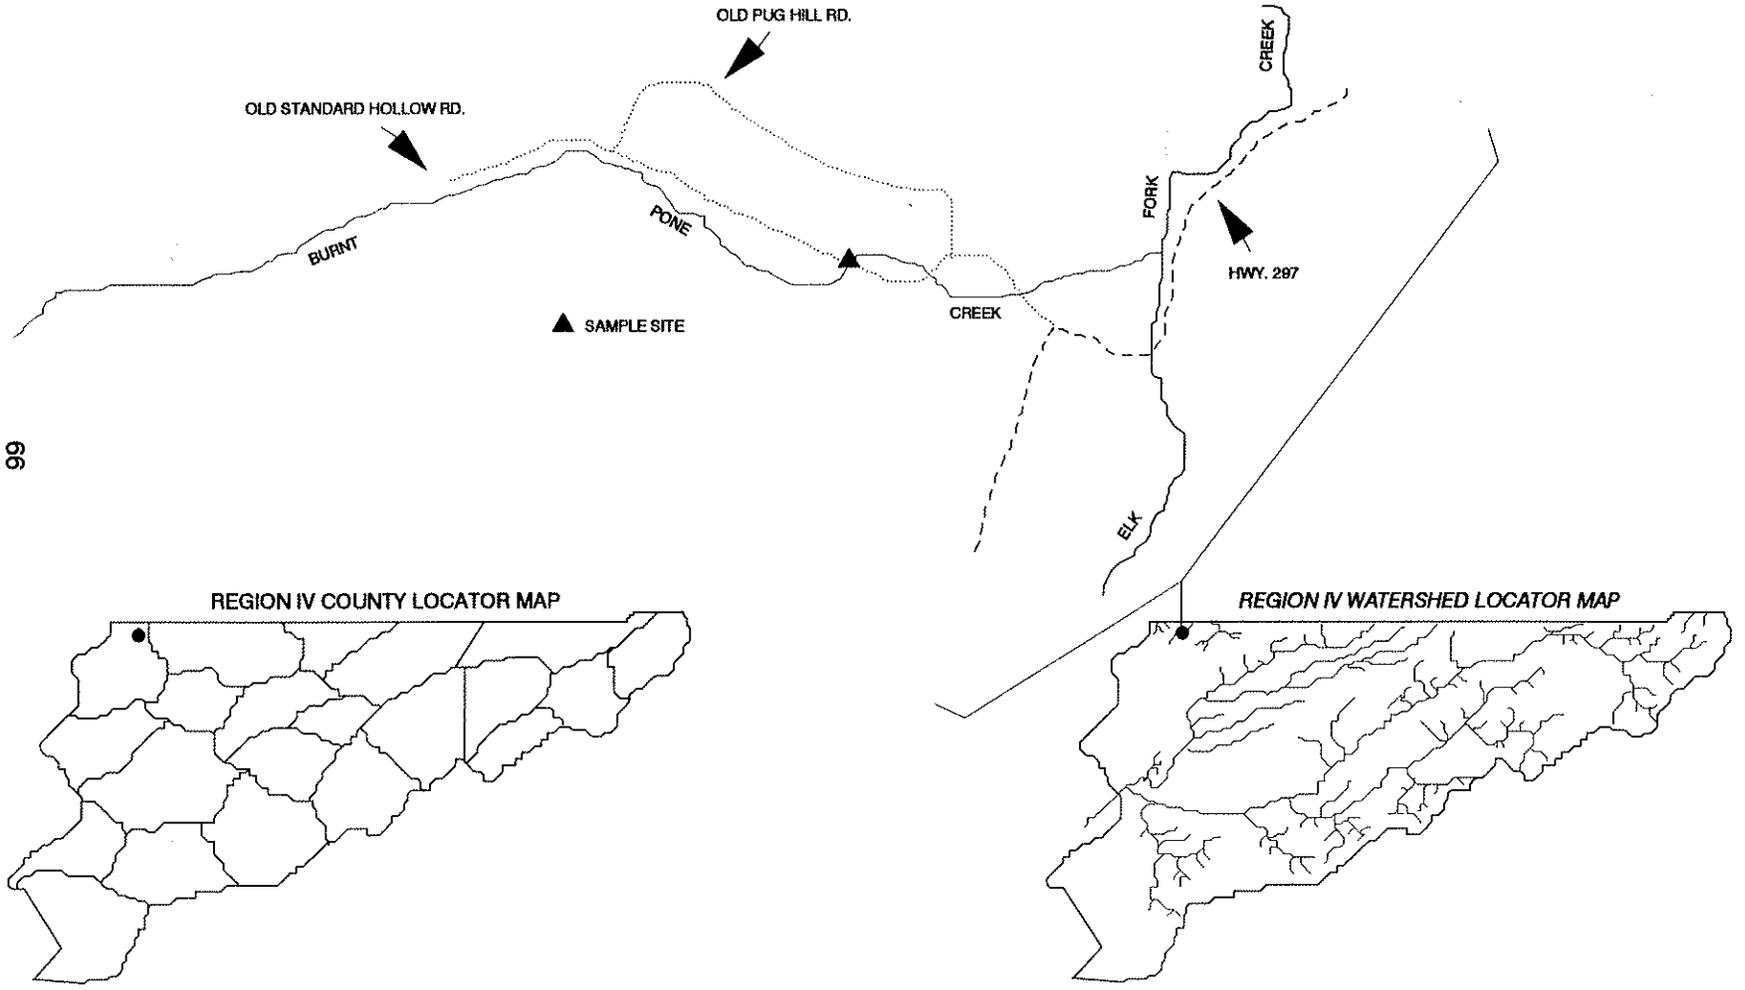 OLD PUG HILL RD.
CREEK
OLD STANDARD HOLLOW RD.
FORK
PONE
BURNT
HWY. 297
CREEK
▲ SAMPLE SITE
99
ELK
REGION IV COUNTY LOCATOR MAP
REGION IV WATERSHED LOCATOR MAP